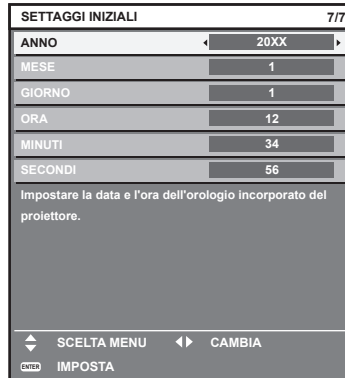 SETTAGGI INIZIALI 7/7
ANNO 20XX
MESE 1
GIORNO 1
ORA 12
MINUTI 34
SECONDI 56
Impostare la data e l'ora dell'orologio incorporato del
proiettore.
SCELTA MENU CAMBIA
ENTER IMPOSTA